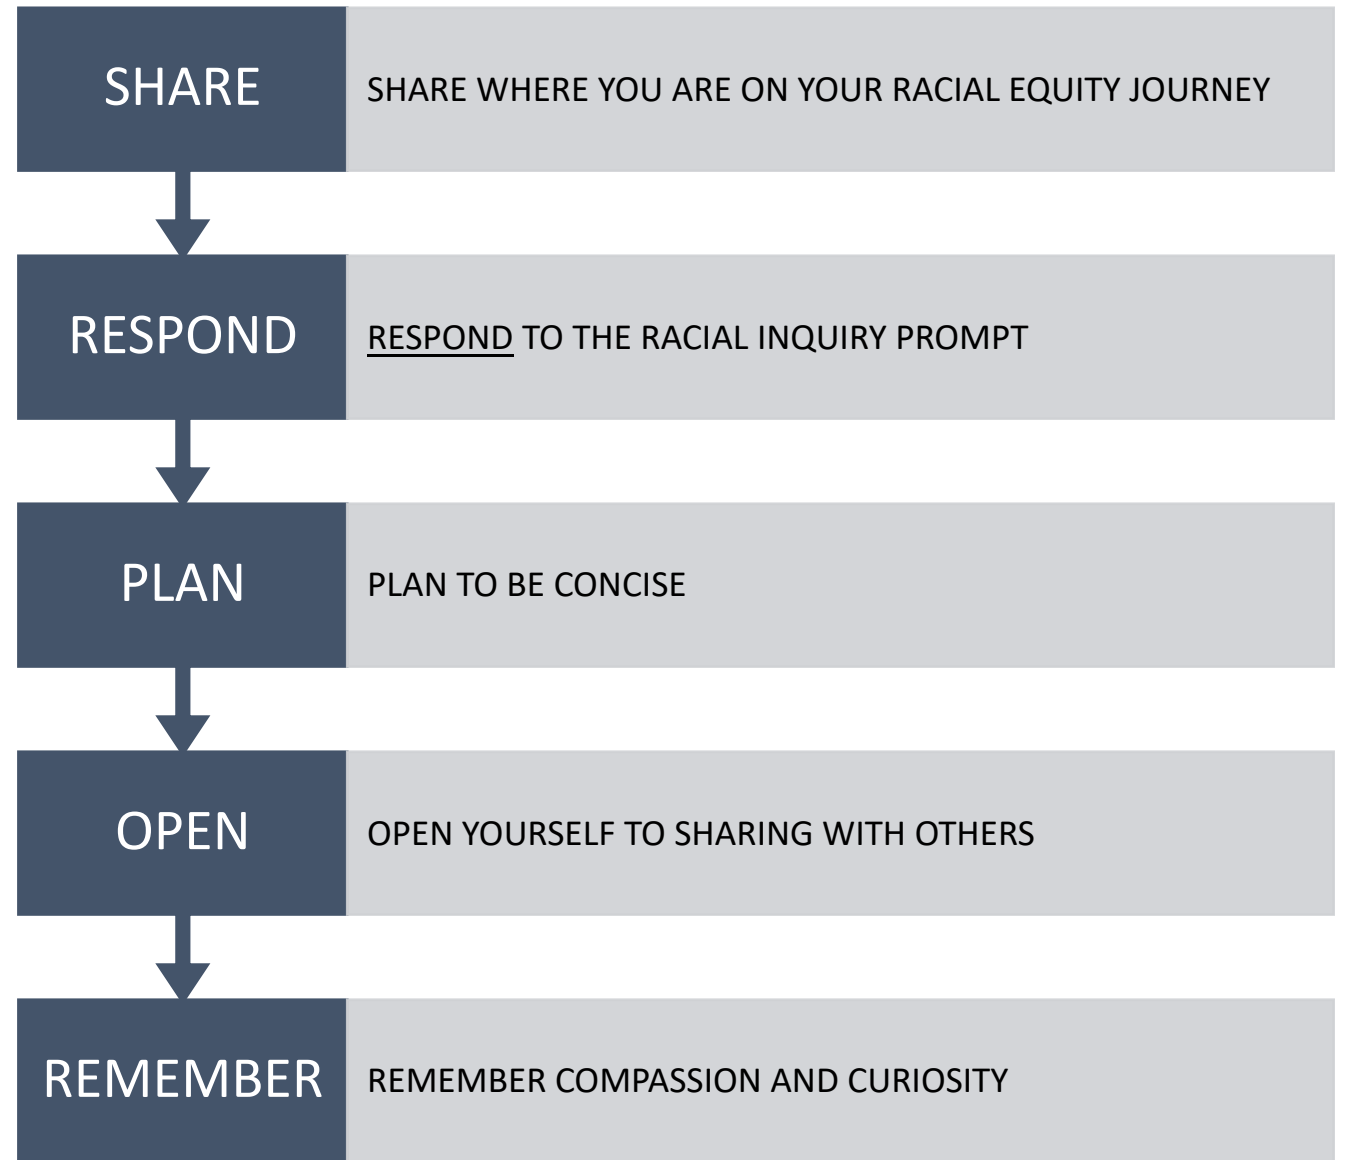 SHARE
SHARE WHERE YOU ARE ON YOUR RACIAL EQUITY JOURNEY
RESPOND
RESPOND TO THE RACIAL INQUIRY PROMPT
PLAN
PLAN TO BE CONCISE
OPEN
OPEN YOURSELF TO SHARING WITH OTHERS
REMEMBER
REMEMBER COMPASSION AND CURIOSITY